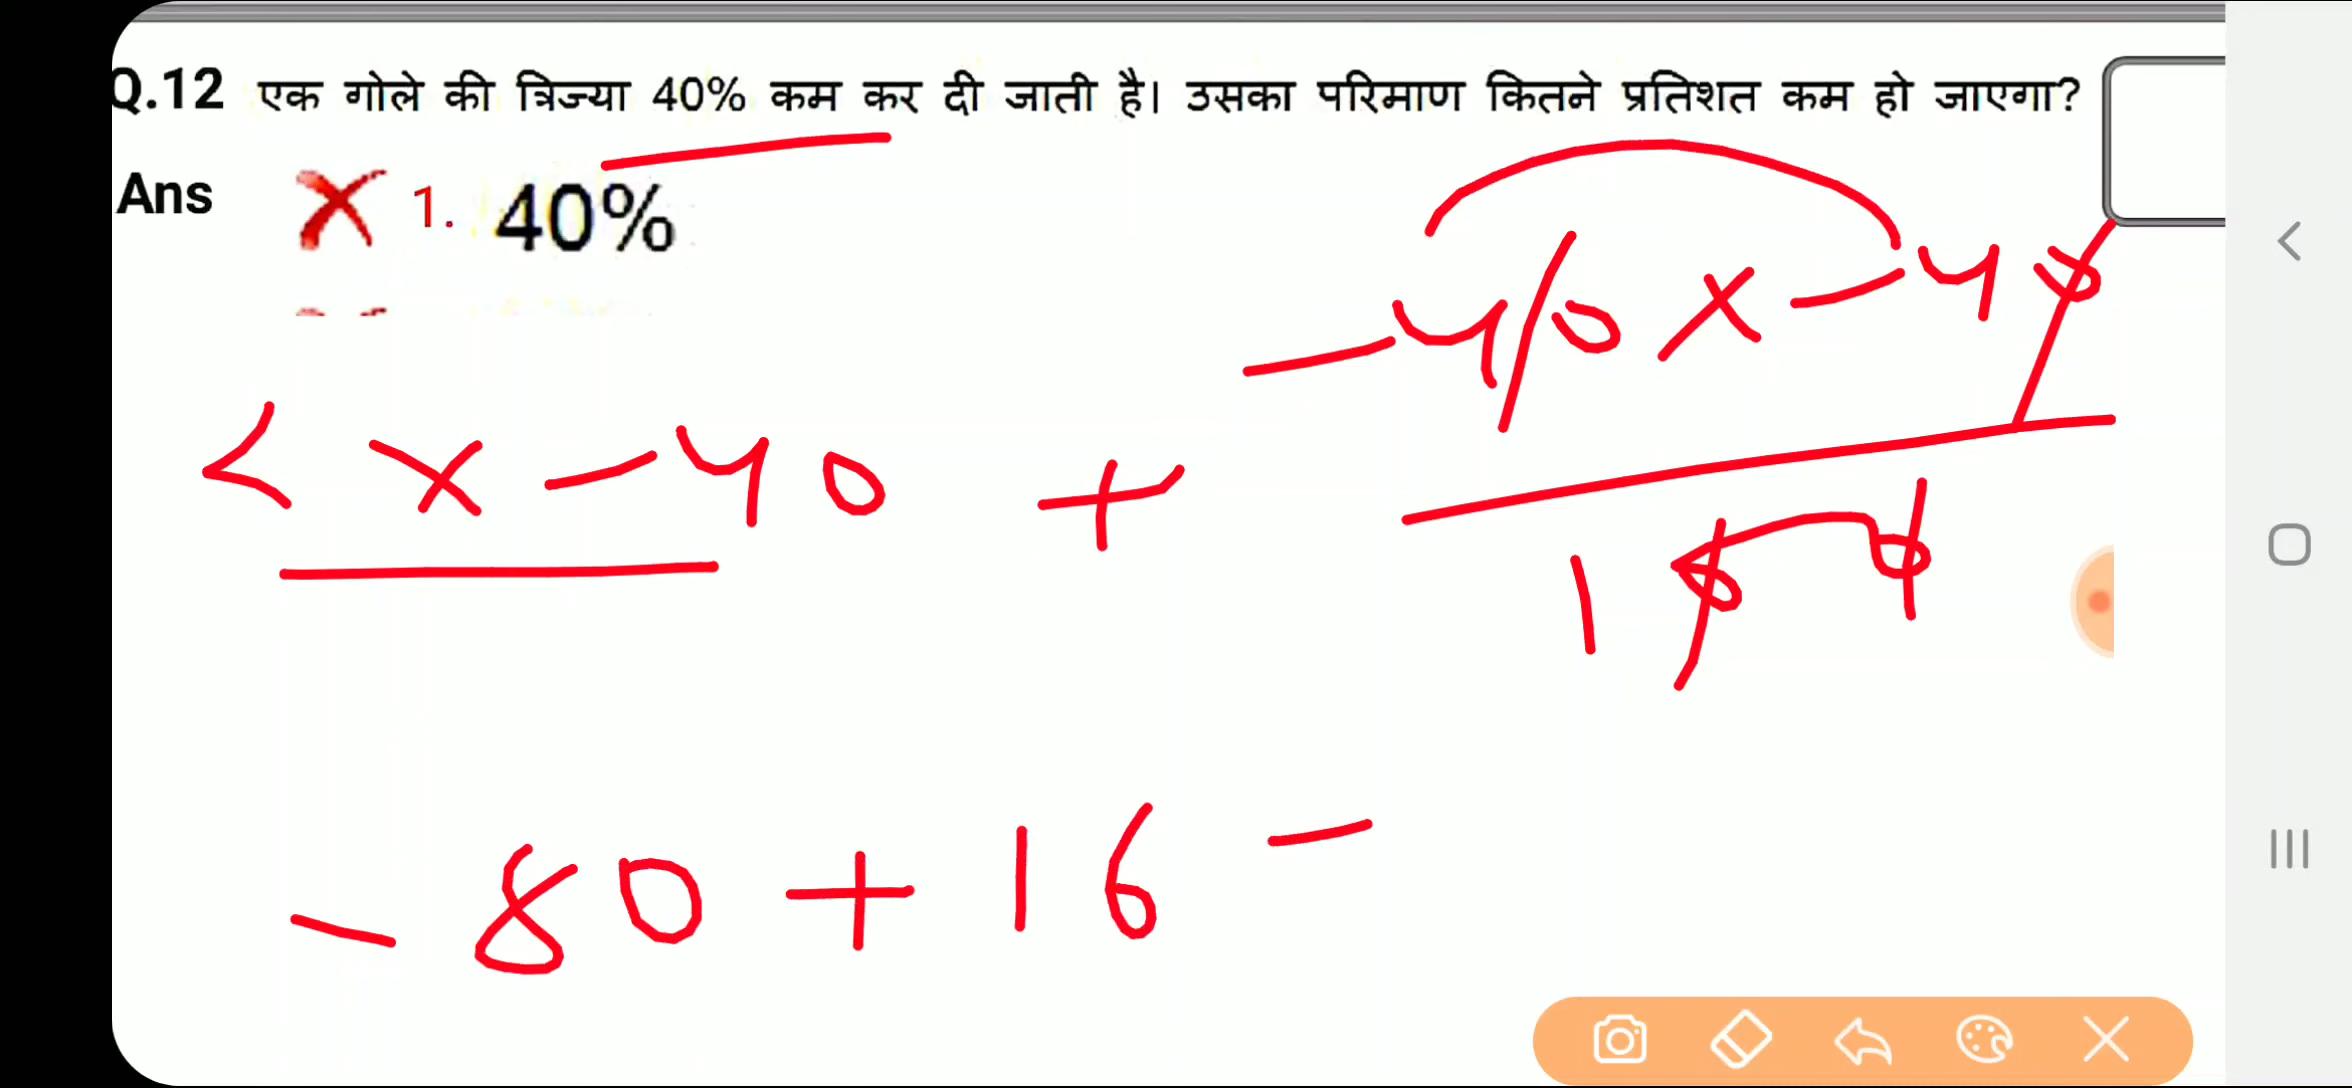 Q.12 एक गोले की त्रिज्या 40% कम कर दी जाती है। उसका परिमाण कितने प्रतिशत कम हो जाएगा?
Ans X 1. 40%
-40 x -40
< x -40 +
100
- 80 + 16 -